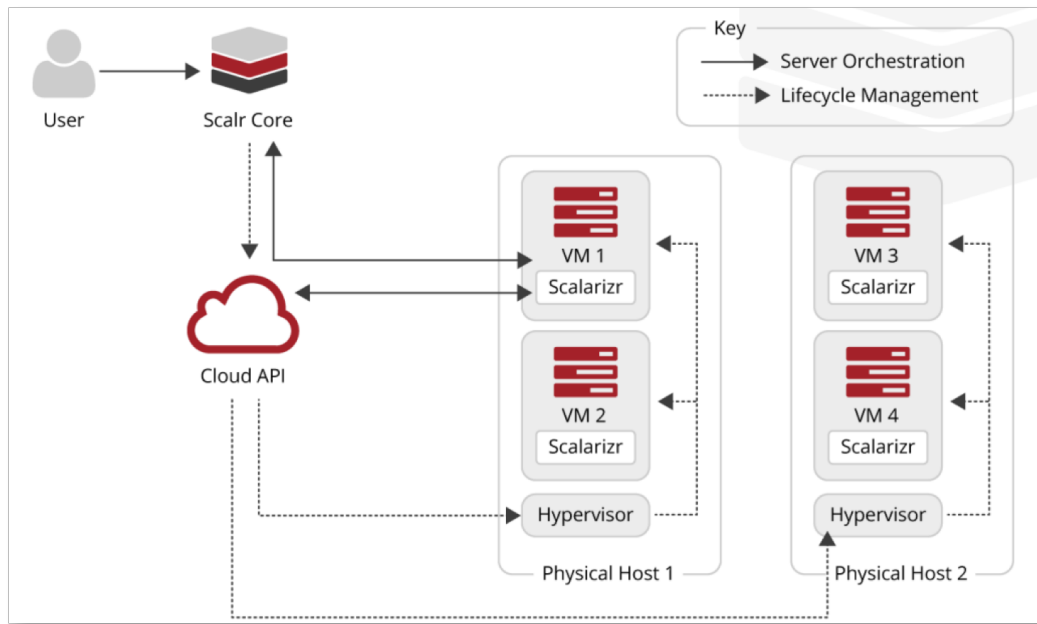 Key
Server Orchestration
Lifecycle Management
User
Scalr Core
VM 1
Scalarizr
VM 2
Scalarizr
Hypervisor
Physical Host 1
VM 3
Scalarizr
VM 4
Scalarizr
Hypervisor
Physical Host 2
Cloud API